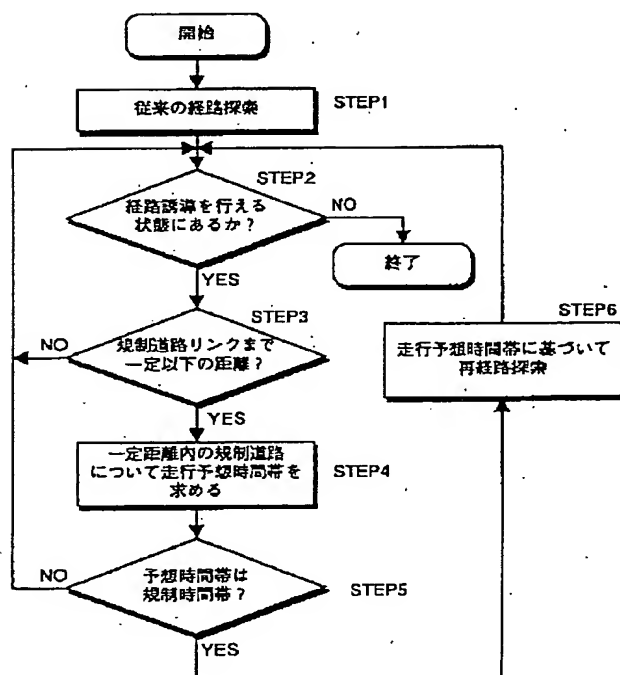 開始
従来の経路探索
STEP1
STEP2
経路誘導を行える
状態にあるか？
NO
終了
YES
STEP3
規制道路リンクまで
一定以下の距離？
NO
YES
STEP6
走行予想時間帯に基づいて
再経路探索
一定距離内の規制道路
について走行予想時間帯を
求める
STEP4
NO
予想時間帯は
規制時間帯？
STEP5
YES